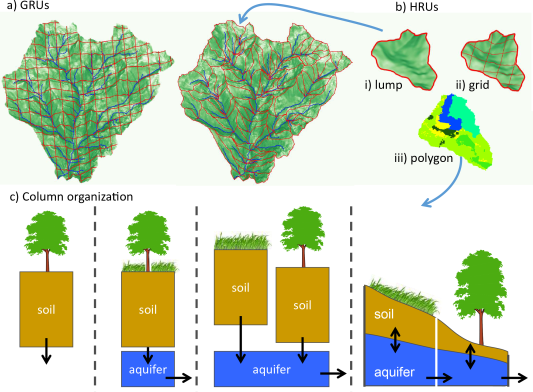 a) GRUs
b) HRUs
i) lump
ii) grid
iii) polygon
c) Column organization
soil
soil
aquifer
soil
soil
aquifer
soil
aquifer